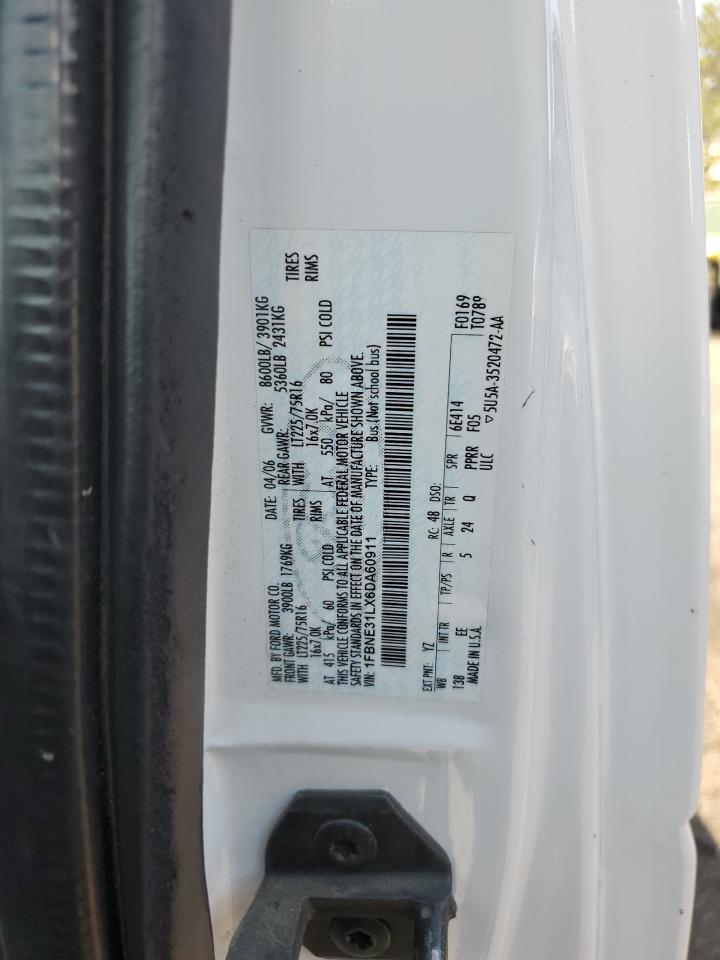 MFD. BY FORD MOTOR CO. DATE: 04/06 GVWR: 8600LB/ 3901KG
FRONT GAWR: 3900LB 1769KG REAR GAWR: 5360LB 2431KG
WITH LT225/75R16 TIRES WITH LT225/75R16 TIRES
16x7.0K RIMS 16x7.0K RIMS
AT 415 kPa/ 60 PSI COLD AT 550 kPa/ 80 PSI COLD
THIS VEHICLE CONFORMS TO ALL APPLICABLE FEDERAL MOTOR VEHICLE
SAFETY STANDARDS IN EFFECT ON THE DATE OF MANUFACTURE SHOWN ABOVE.
VIN: 1FBNE31LX6DA60911 TYPE: Bus (Not school bus)
EXT PNT: YZ RC: 48 DSO: F0169
WB INT TR TP/PS R AXLE TR SPR T0789
138 EE 5 24 Q PPRR 6E414 F05
MADE IN U.S.A. ULC ▽5U5A-3520472-AA